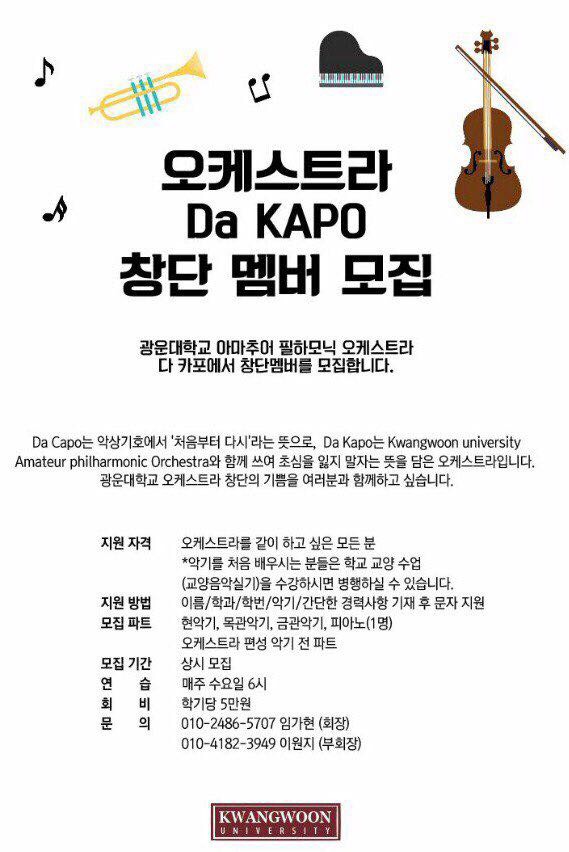 오케스트라
Da KAPO
창단 멤버 모집
광운대학교 아마추어 필하모닉 오케스트라
다 카포에서 창단멤버를 모집합니다.
Da Capo는 악상기호에서 '처음부터 다시'라는 뜻으로, Da Kapo는 Kwangwoon university
Amateur philharmonic Orchestra와 함께 쓰여 초심을 잃지 말자는 뜻을 담은 오케스트라입니다.
광운대학교 오케스트라 창단의 기쁨을 여러분과 함께하고 싶습니다.
지원 자격 오케스트라를 같이 하고 싶은 모든 분
*악기를 처음 배우시는 분들은 학교 교양 수업
(교양음악실기)을 수강하시면 병행하실 수 있습니다.
지원 방법 이름/학과/학번/악기/간단한 경력사항 기재 후 문자 지원
모집 파트 현악기, 목관악기, 금관악기, 피아노(1명)
오케스트라 편성 악기 전 파트
모집 기간 상시 모집
연 습 매주 수요일 6시
회 비 학기당 5만원
문 의 010-2486-5707 임가현 (회장)
010-4182-3949 이원지 (부회장)
KWANGWOON
UNIVERSITY